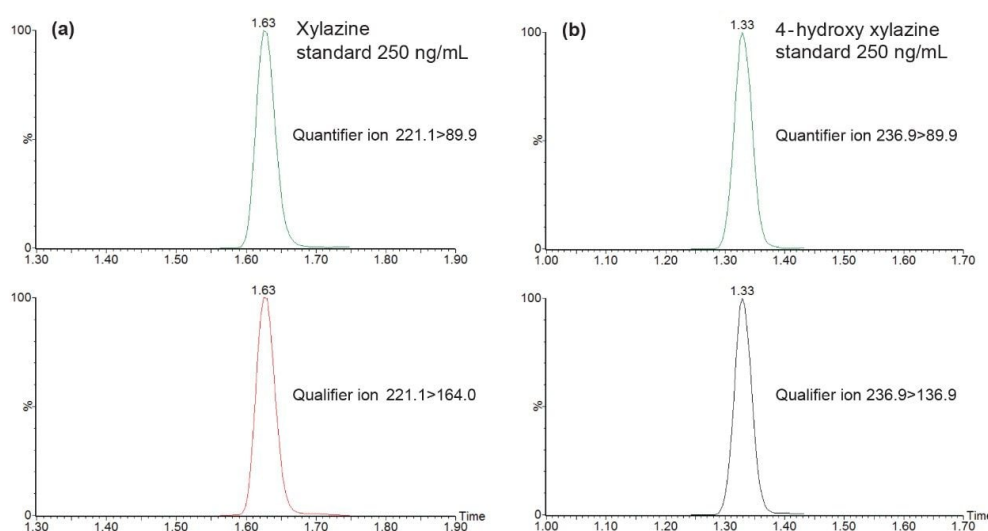 (a)
Xylazine
standard 250 ng/mL
1.63
100
%
0
Quantifier ion 221.1>89.9
1.30 1.40 1.50 1.60 1.70 1.80 1.90
1.63
100
%
0
Qualifier ion 221.1>164.0
1.30 1.40 1.50 1.60 1.70 1.80 1.90
Time
(b)
4-hydroxy xylazine
standard 250 ng/mL
1.33
100
%
0
Quantifier ion 236.9>89.9
1.00 1.10 1.20 1.30 1.40 1.50 1.60 1.70
1.33
100
%
0
Qualifier ion 236.9>136.9
1.00 1.10 1.20 1.30 1.40 1.50 1.60 1.70
Time